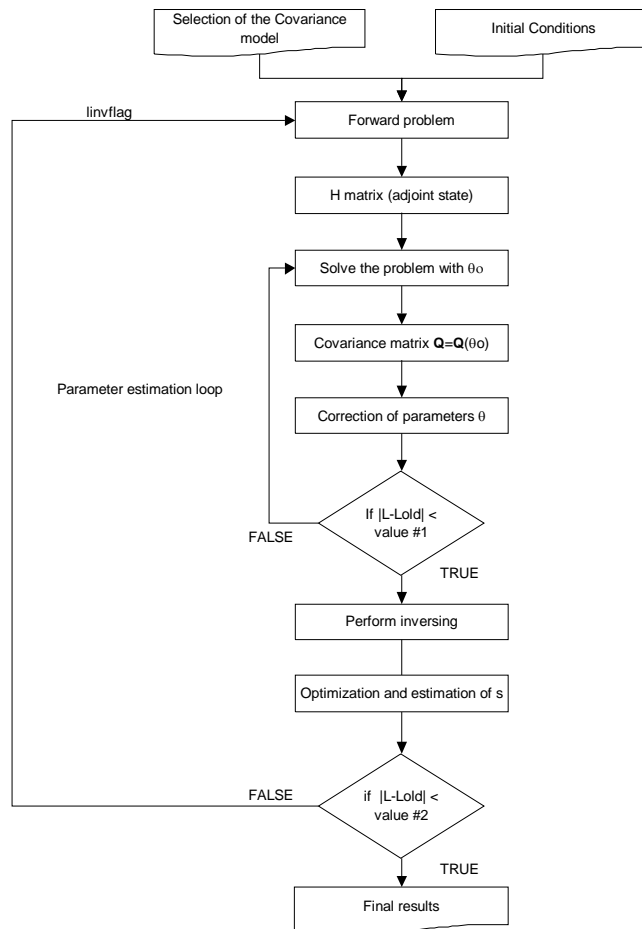 Selection of the Covariance
model
Initial Conditions
linvflag
Forward problem
H matrix (adjoint state)
Solve the problem with θo
Covariance matrix Q=Q(θo)
Parameter estimation loop
Correction of parameters θ
If |L-Lold| <
value #1
FALSE
TRUE
Perform inversing
Optimization and estimation of s
FALSE
if |L-Lold| <
value #2
TRUE
Final results